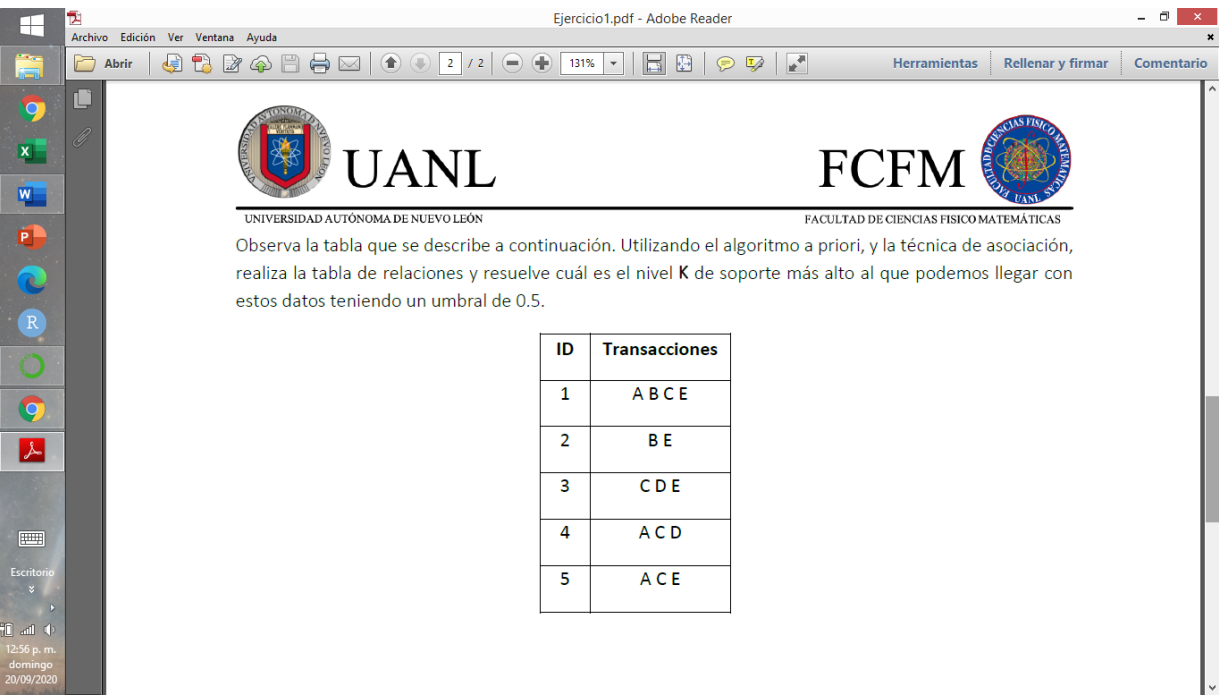 Ejercicio1.pdf - Adobe Reader
Archivo Edición Ver Ventana Ayuda
Abrir
2 / 2
131%
Herramientas Rellenar y firmar Comentario
UANL
UNIVERSIDAD AUTÓNOMA DE NUEVO LEÓN
FCFM
FACULTAD DE CIENCIAS FISICO MATEMÁTICAS
Observa la tabla que se describe a continuación. Utilizando el algoritmo a priori, y la técnica de asociación,
realiza la tabla de relaciones y resuelve cuál es el nivel K de soporte más alto al que podemos llegar con
estos datos teniendo un umbral de 0.5.
ID Transacciones
1 A B C E
2 B E
3 C D E
4 A C D
5 A C E
Escritorio
12:56 p. m.
domingo
20/09/2020